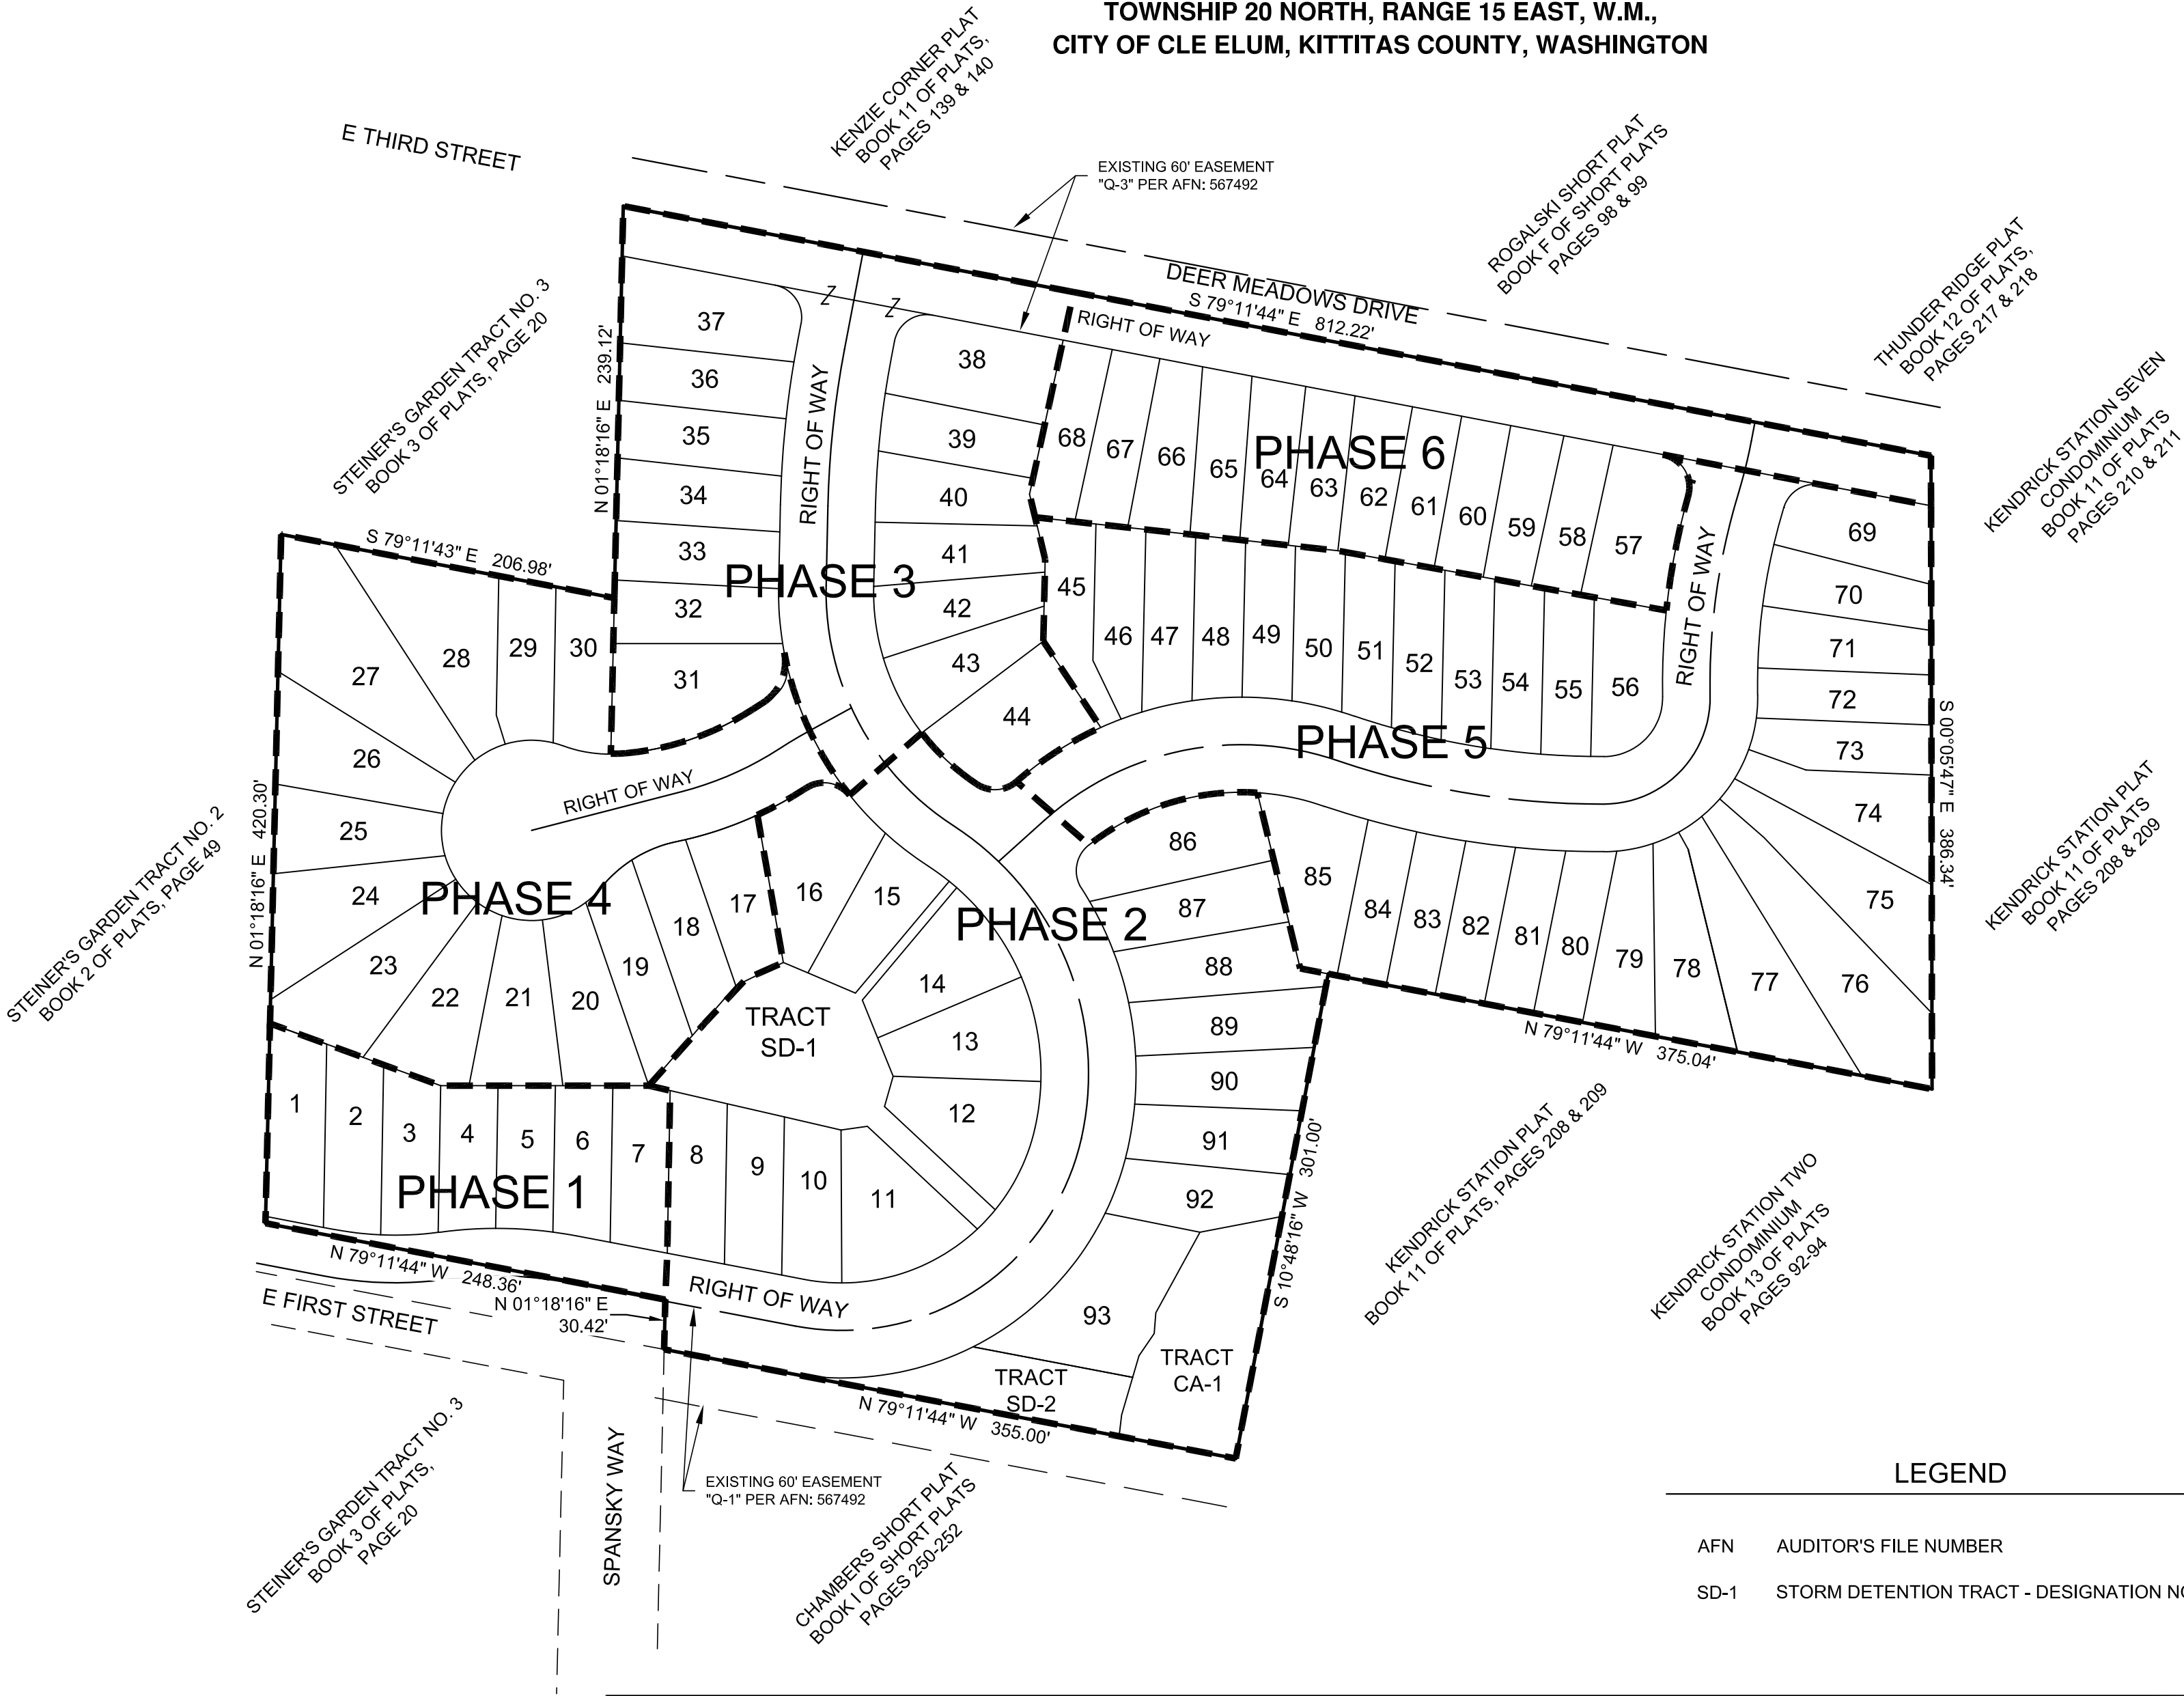 TOWNSHIP 20 NORTH, RANGE 15 EAST, W.M.,
CITY OF CLE ELUM, KITTITAS COUNTY, WASHINGTON
E THIRD STREET
KENZIE CORNER PLAT
BOOK 11 OF PLATS,
PAGES 139 & 140
EXISTING 60' EASEMENT
"Q-3" PER AFN: 567492
ROGALSKI SHORT PLAT
BOOK F OF SHORT PLATS
PAGES 98 & 99
THUNDER RIDGE PLAT
BOOK 12 OF PLATS,
PAGES 217 & 218
KENDRICK STATION SEVEN
CONDOMINIUM
BOOK 11 OF PLATS
PAGES 210 & 211
DEER MEADOWS DRIVE
S 79°11'44" E 812.22'
RIGHT OF WAY
STEINER'S GARDEN TRACT NO. 3
BOOK 3 OF PLATS, PAGE 20
N 01°18'16" E 239.12'
S 79°11'43" E 206.98'
37
36
35
34
33
32
31
Z
Z
RIGHT OF WAY
PHASE 3
38
39
40
41
42
43
44
68
67
66
65
64
63
62
61
60
59
58
57
PHASE 6
45
46
47
48
49
50
51
52
53
54
55
56
PHASE 5
RIGHT OF WAY
69
70
71
72
73
74
75
76
77
78
79
80
81
82
83
84
85
S 00°05'47" E 386.34'
KENDRICK STATION PLAT
BOOK 11 OF PLATS
PAGES 208 & 209
N 79°11'44" W 375.04'
27
28
29
30
26
25
24
23
22
21
20
19
18
17
PHASE 4
RIGHT OF WAY
N 01°18'16" E 420.30'
STEINER'S GARDEN TRACT NO. 2
BOOK 2 OF PLATS, PAGE 49
16
15
14
13
12
11
10
9
8
TRACT
SD-1
PHASE 2
86
87
88
89
90
91
92
93
S 10°48'16" W 301.00'
TRACT
SD-2
TRACT
CA-1
RIGHT OF WAY
1
2
3
4
5
6
7
PHASE 1
N 79°11'44" W 248.36'
N 01°18'16" E
30.42'
E FIRST STREET
N 79°11'44" W 355.00'
KENDRICK STATION PLAT
BOOK 11 OF PLATS, PAGES 208 & 209
KENDRICK STATION TWO
CONDOMINIUM
BOOK 13 OF PLATS
PAGES 92-94
EXISTING 60' EASEMENT
"Q-1" PER AFN: 567492
SPANSKY WAY
STEINER'S GARDEN TRACT NO. 3
BOOK 3 OF PLATS,
PAGE 20
CHAMBERS SHORT PLAT
BOOK I OF SHORT PLATS
PAGES 250-252
LEGEND
AFN AUDITOR'S FILE NUMBER
SD-1 STORM DETENTION TRACT - DESIGNATION